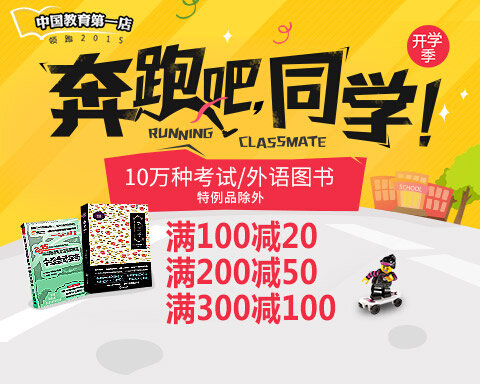 中国教育第一店
领跑2015
开学
季
奔跑吧,同学!
RUNNING CLASSMATE
10万种考试/外语图书
特例品除外
SCHOOL
满100减20
满200减50
满300减100